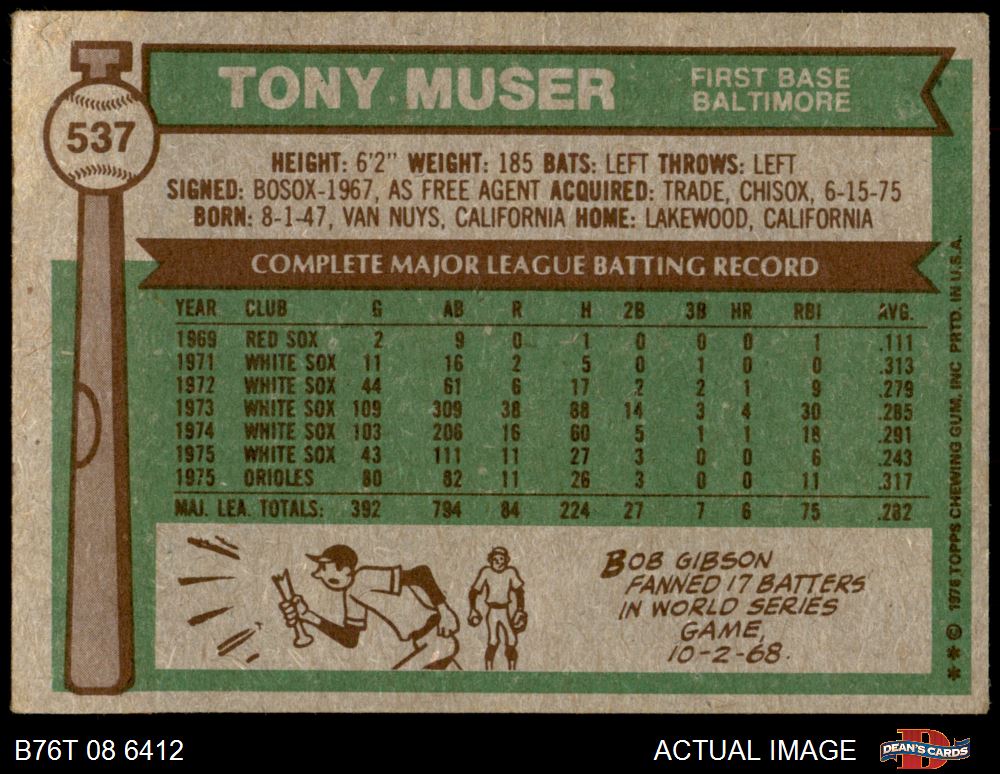 TONY MUSER
FIRST BASE
BALTIMORE
537
HEIGHT: 6'2" WEIGHT: 185 BATS: LEFT THROWS: LEFT
SIGNED: BOSOX-1967, AS FREE AGENT ACQUIRED: TRADE, CHISOX, 6-15-75
BORN: 8-1-47, VAN NUYS, CALIFORNIA HOME: LAKEWOOD, CALIFORNIA
COMPLETE MAJOR LEAGUE BATTING RECORD
YEAR CLUB G AB R H 2B 3B HR RBI AVG.
1969 RED SOX 2 9 0 1 0 0 0 1 .111
1971 WHITE SOX 11 16 2 5 0 1 0 0 .313
1972 WHITE SOX 44 61 6 17 2 2 1 9 .279
1973 WHITE SOX 109 309 38 88 14 3 4 30 .285
1974 WHITE SOX 103 206 16 60 5 1 1 18 .291
1975 WHITE SOX 43 111 11 27 3 0 0 6 .243
1975 ORIOLES 80 82 11 26 3 0 0 11 .317
MAJ. LEA. TOTALS: 392 794 84 224 27 7 6 75 .282
BOB GIBSON
FANNED 17 BATTERS
IN WORLD SERIES
GAME,
10-2-68.
** © 1976 TOPPS CHEWING GUM, INC PRTD. IN U.S.A.
B76T 08 6412
ACTUAL IMAGE
B
DEAN'S CARDS